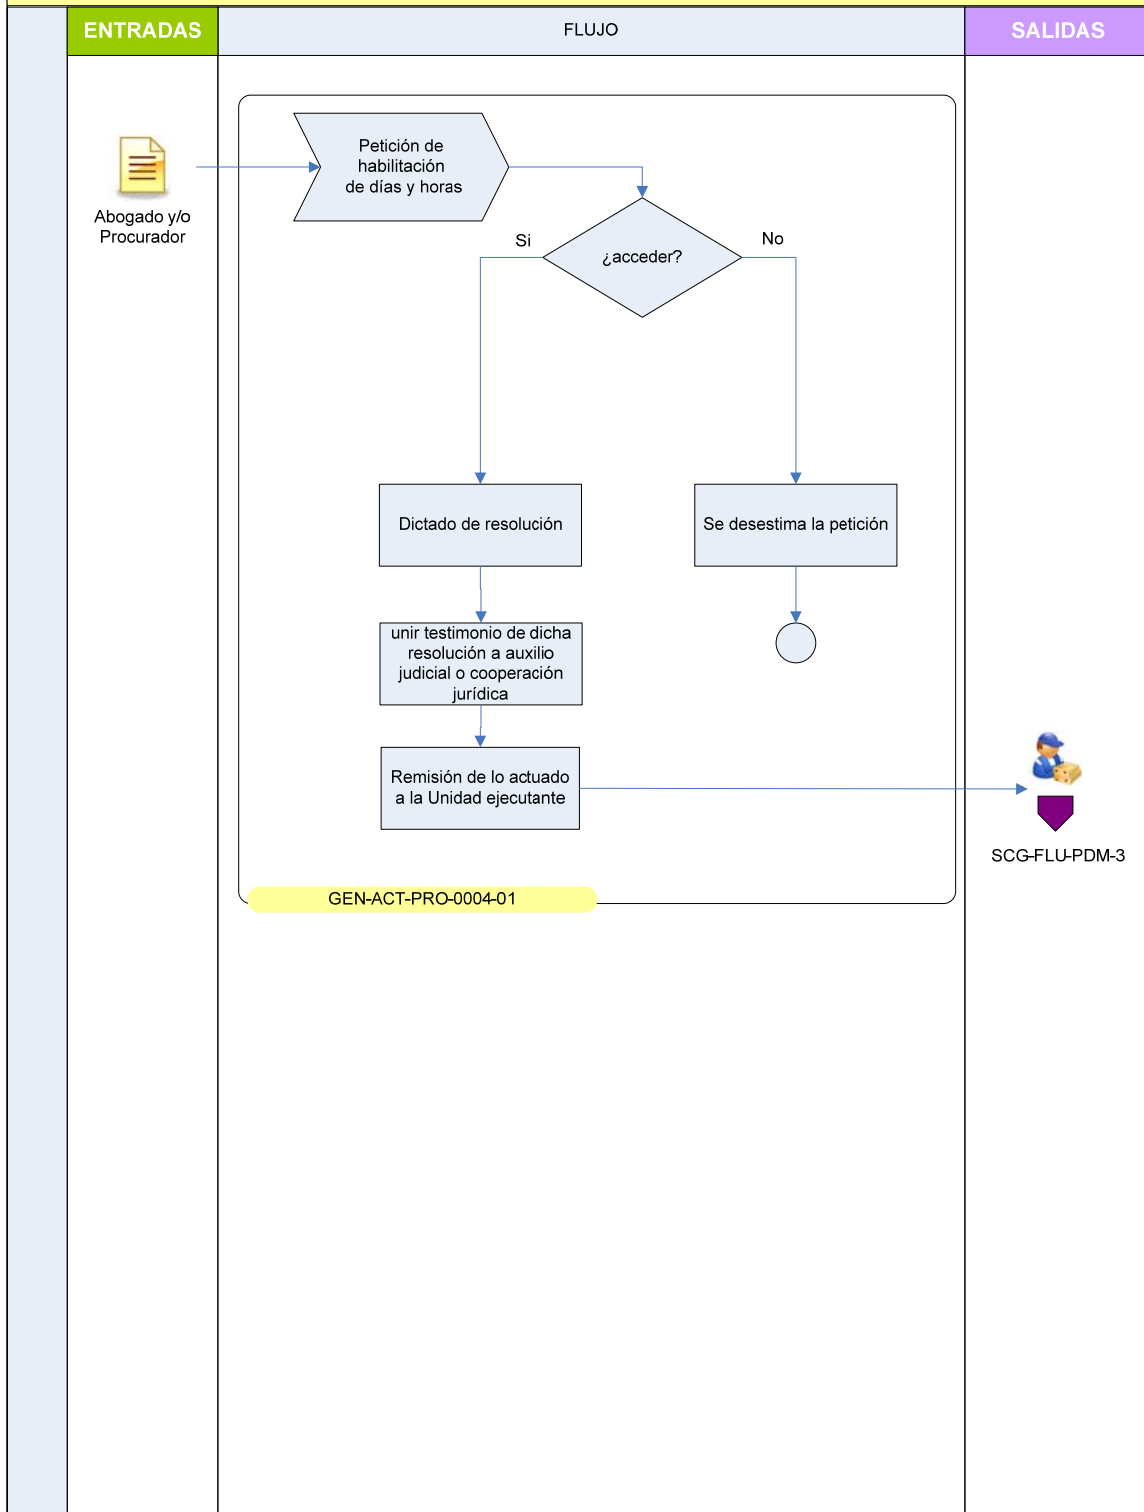 ENTRADAS
FLUJO
SALIDAS
Petición de
habilitación
de días y horas
Abogado y/o
Procurador
Si
¿acceder?
No
Dictado de resolución
Se desestima la petición
unir testimonio de dicha
resolución a auxilio
judicial o cooperación
jurídica
Remisión de lo actuado
a la Unidad ejecutante
SCG-FLU-PDM-3
GEN-ACT-PRO-0004-01